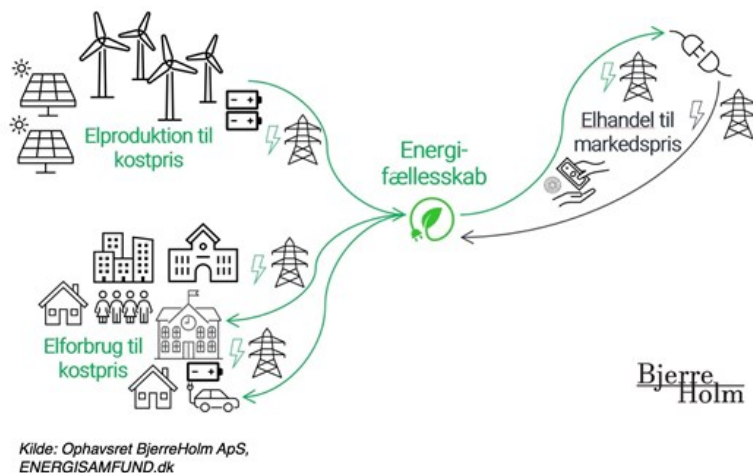 Elproduktion til
kostpris
Energi-
fællesskab
Elhandel til
markedspris
Elforbrug til
kostpris
Bjerre
Holm
Kilde: Ophavsret BjerreHolm ApS,
ENERGISAMFUND.dk